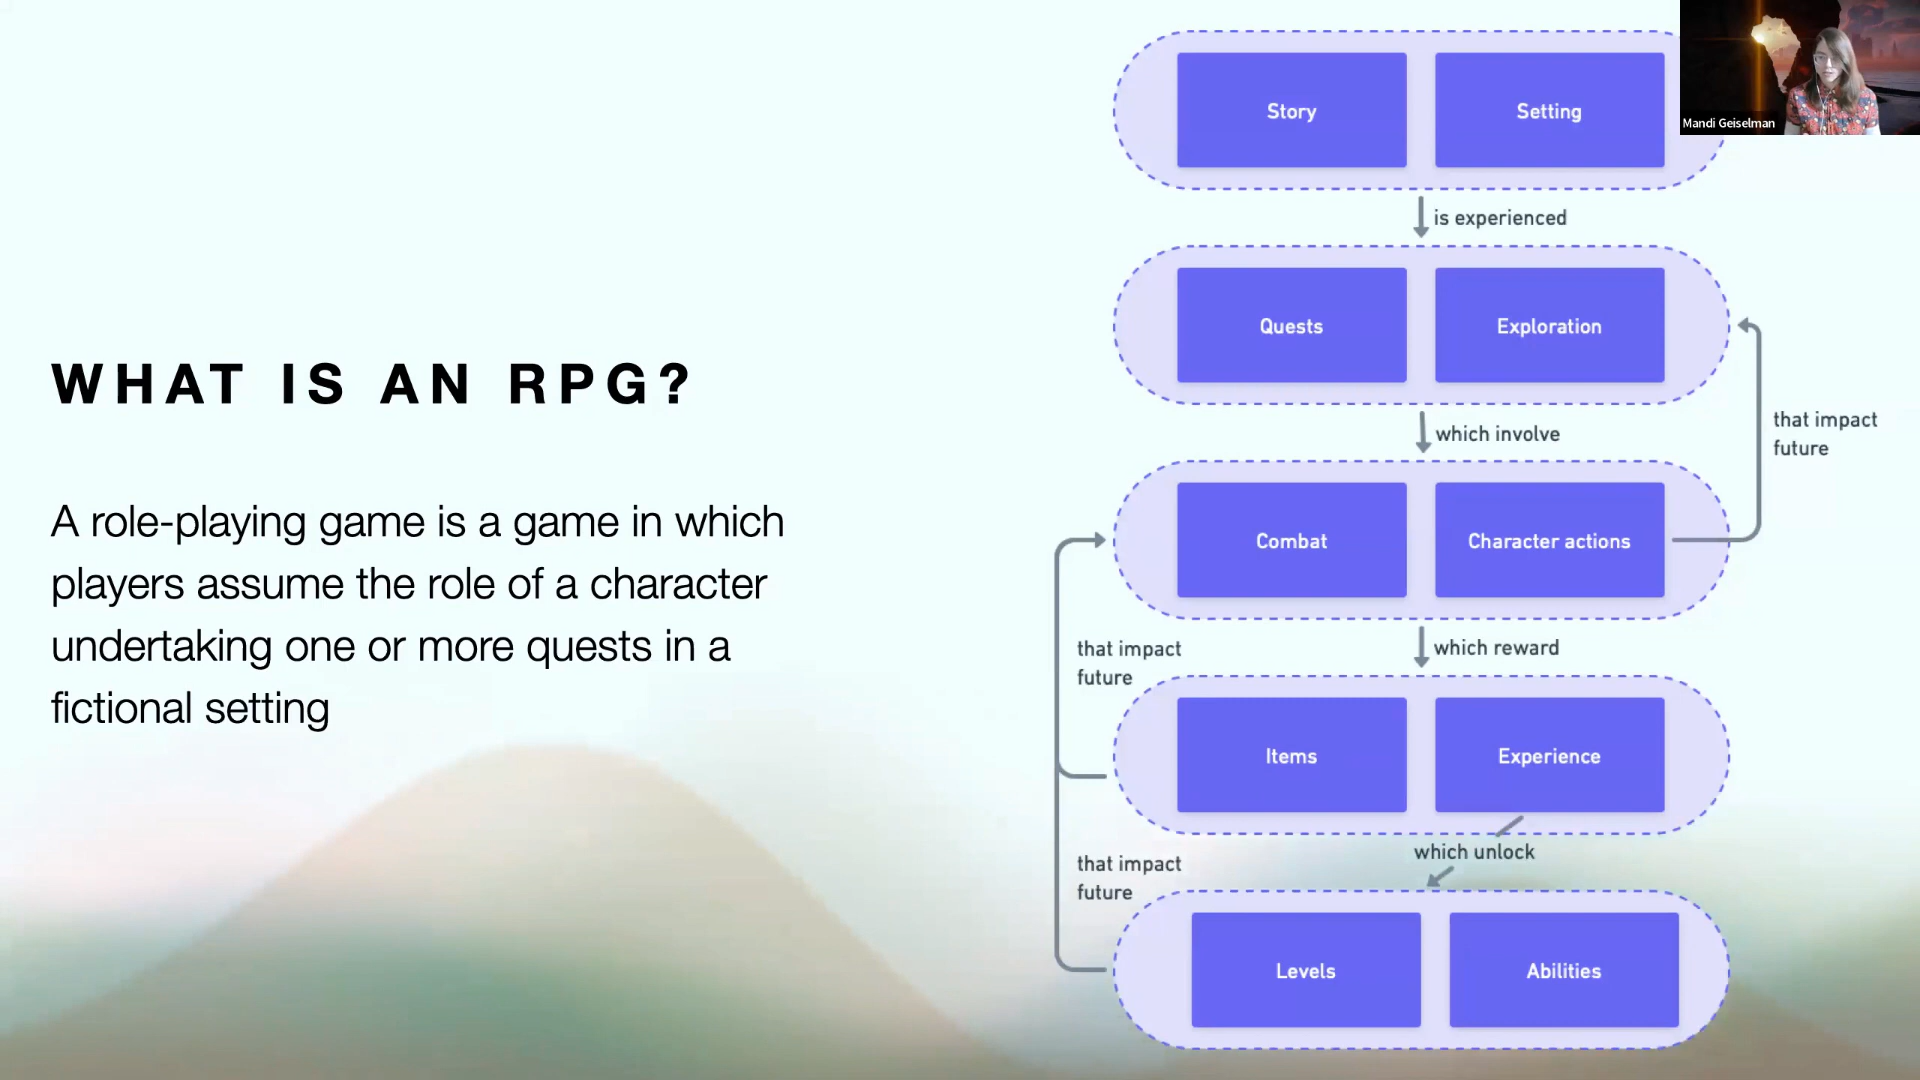 WHAT IS AN RPG?
A role-playing game is a game in which
players assume the role of a character
undertaking one or more quests in a
fictional setting
Story
Setting
is experienced
Quests
Exploration
which involve
that impact
future
Combat
Character actions
which reward
that impact
future
Items
Experience
which unlock
that impact
future
Levels
Abilities
Mandi Geiselman